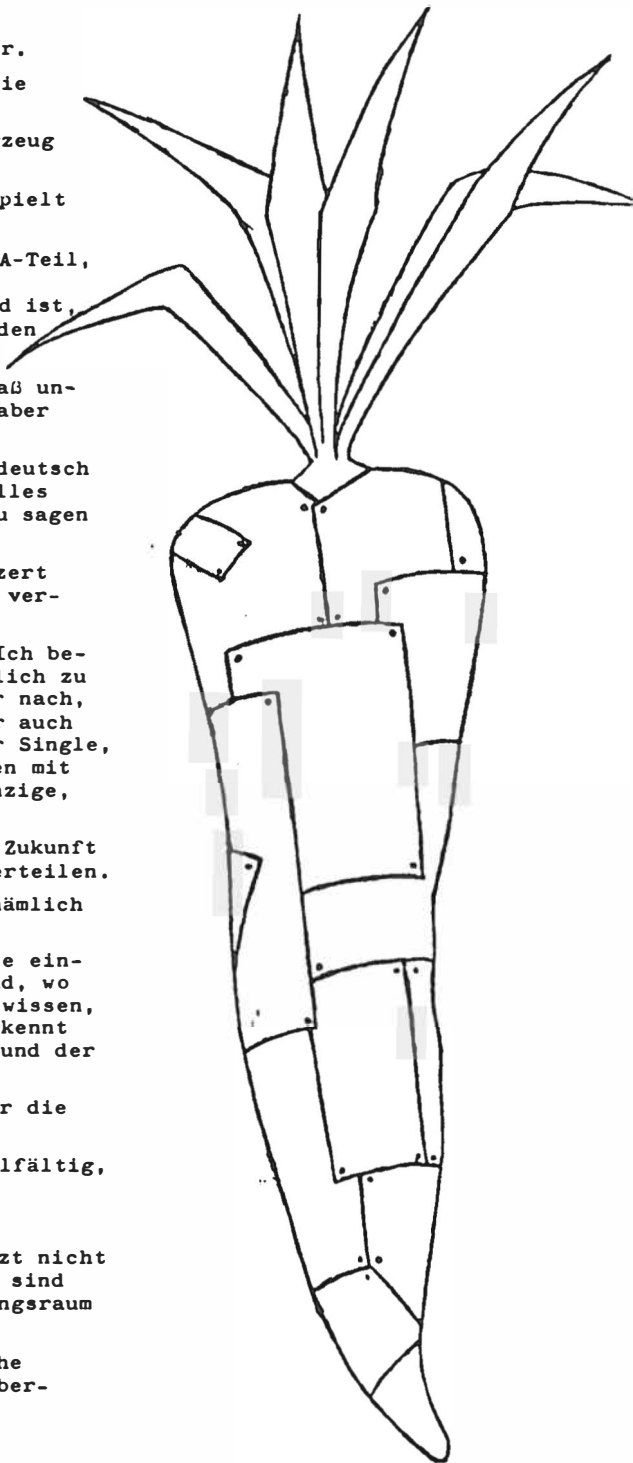 r.
ie
zeug
pielt
A-Teil,
d ist,
den
aß un-
aber
deutsch
lles
u sagen
zert
ver-
Ich be-
lich zu
r nach,
r auch
r Single,
en mit
nzige,
Zukunft
erteilen.
nämlich
e ein-
d, wo
wissen,
kennt
und der
r die
lfältig,
zt nicht
sind
ngsraum
he
ber-